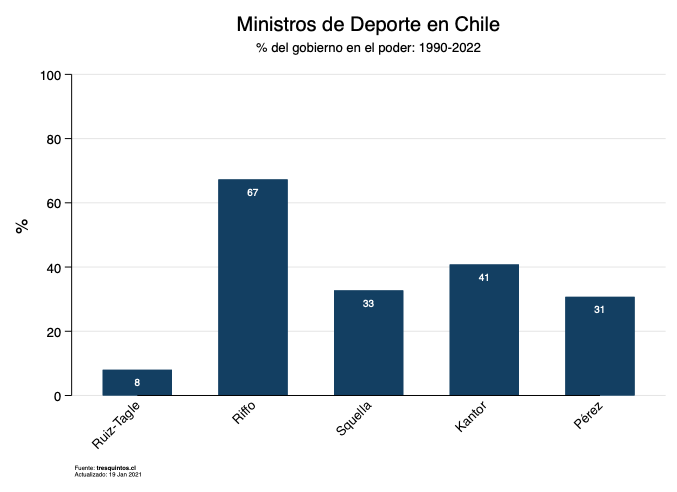 Ministros de Deporte en Chile
% del gobierno en el poder: 1990-2022
100
80
60
40
20
0
%
8
67
33
41
31
Ruiz-Tagle
Riffo
Squella
Kantor
Pérez
Fuente: tresquintos.cl
Actualizado: 19 Jan 2021